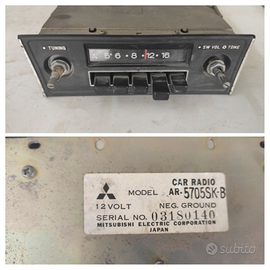 TUNING
5 · 6 · 8 · 12 · 16
SW VOL TONE
CAR RADIO
MODEL AR-5705SK-B
12 VOLT NEG. GROUND
SERIAL NO. 03180140
MITSUBISHI ELECTRIC CORPORATION
JAPAN
subito